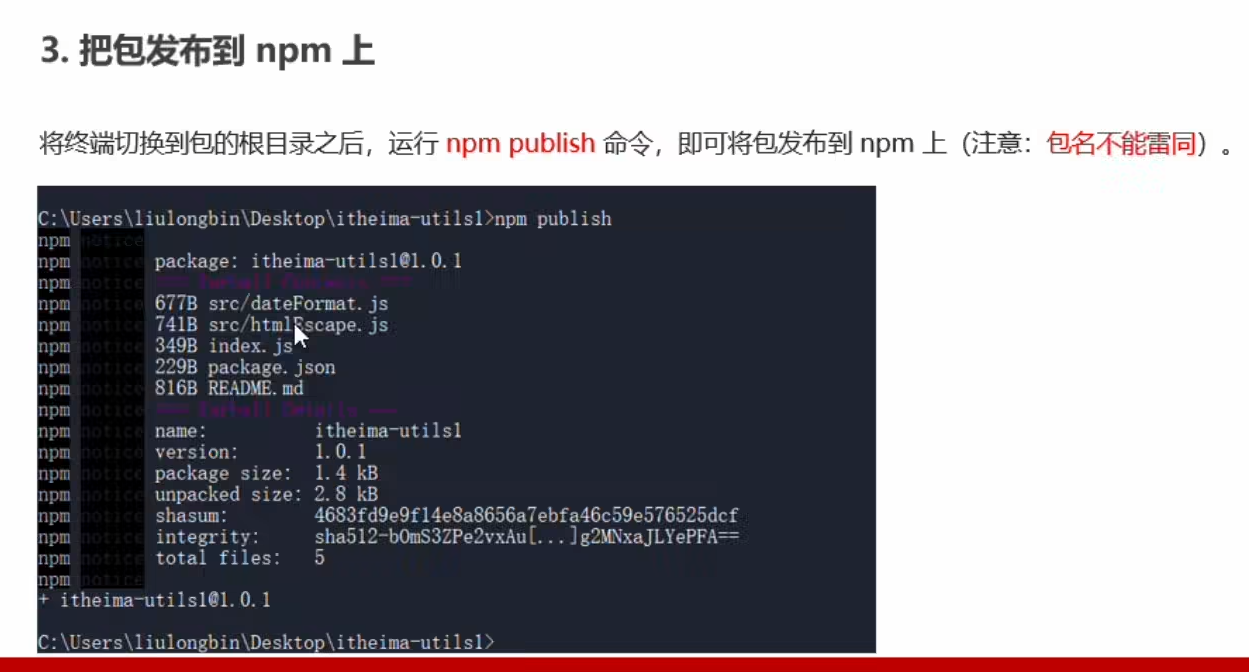 3. 把包发布到 npm 上
将终端切换到包的根目录之后，运行 npm publish 命令，即可将包发布到 npm 上（注意：包名不能雷同）。
C:\Users\liulongbin\Desktop\itheima-utils1>npm publish
npm notice
npm notice package: itheima-utils1@1.0.1
npm notice === Tarball Contents ===
npm notice 677B src/dateFormat.js
npm notice 741B src/htmlEscape.js
npm notice 349B index.js
npm notice 229B package.json
npm notice 816B README.md
npm notice === Tarball Details ===
npm notice name: itheima-utils1
npm notice version: 1.0.1
npm notice package size: 1.4 kB
npm notice unpacked size: 2.8 kB
npm notice shasum: 4683fd9e9f14e8a8656a7ebfa46c59e576525dcf
npm notice integrity: sha512-bOmS3ZPe2vxAu[...]g2MNxaJLYePFA==
npm notice total files: 5
npm notice
+ itheima-utils1@1.0.1
C:\Users\liulongbin\Desktop\itheima-utils1>